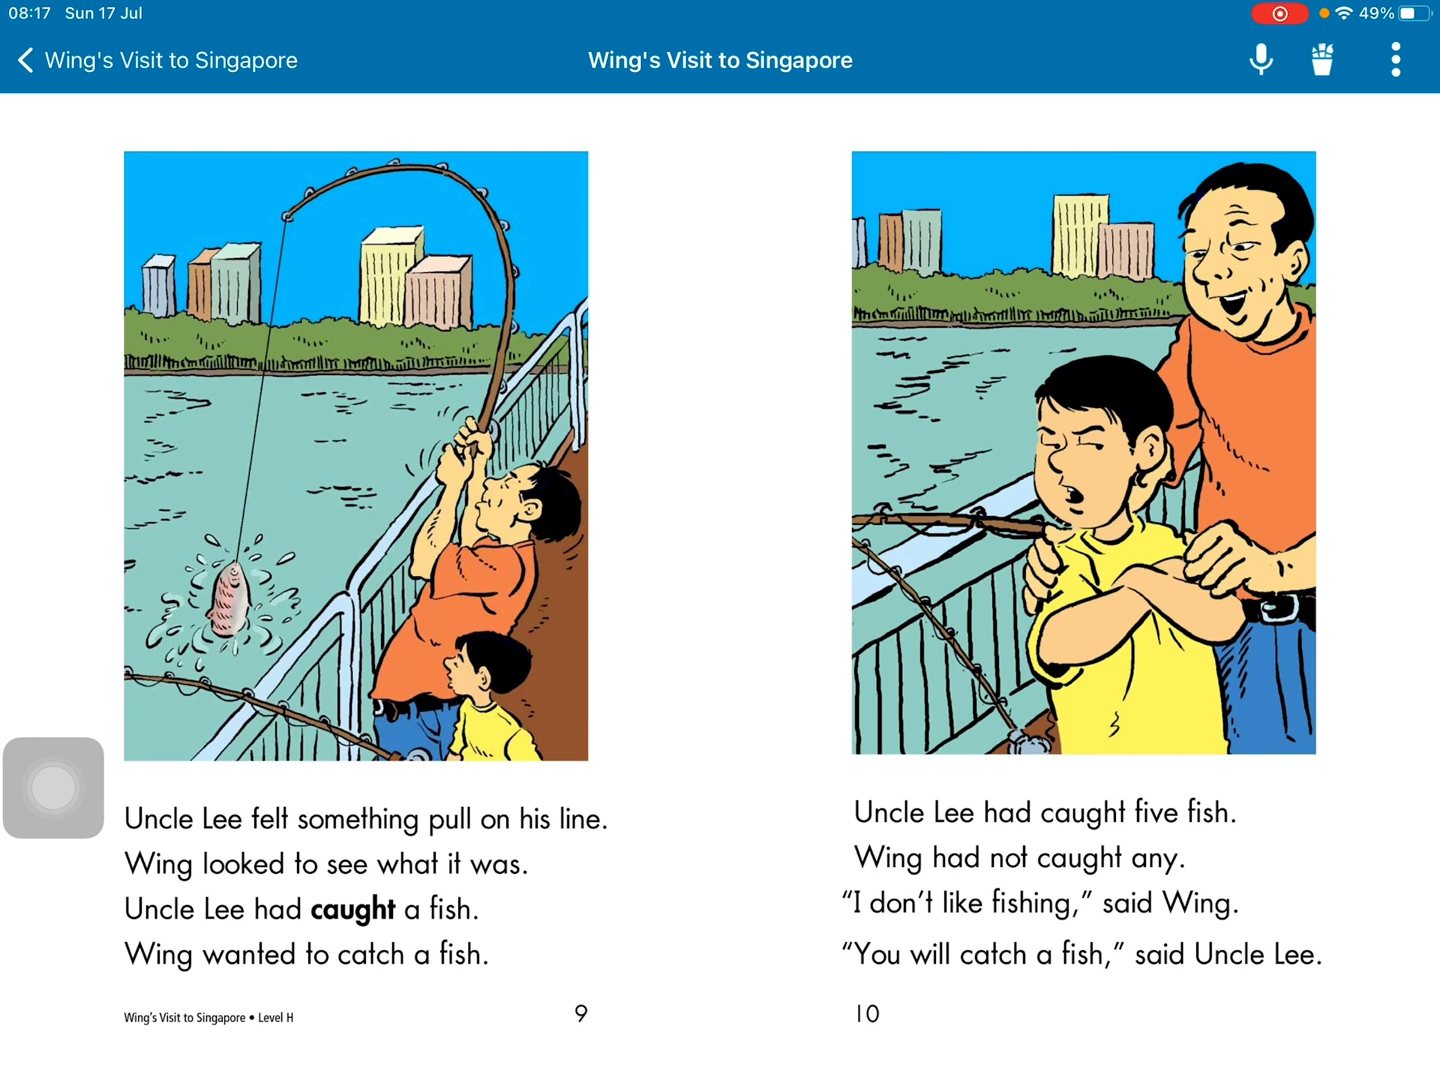 08:17 Sun 17 Jul
49%
Wing's Visit to Singapore
Wing's Visit to Singapore
Uncle Lee felt something pull on his line.
Wing looked to see what it was.
Uncle Lee had caught a fish.
Wing wanted to catch a fish.
Wing's Visit to Singapore • Level H
9
Uncle Lee had caught five fish.
Wing had not caught any.
“I don't like fishing,” said Wing.
“You will catch a fish,” said Uncle Lee.
10